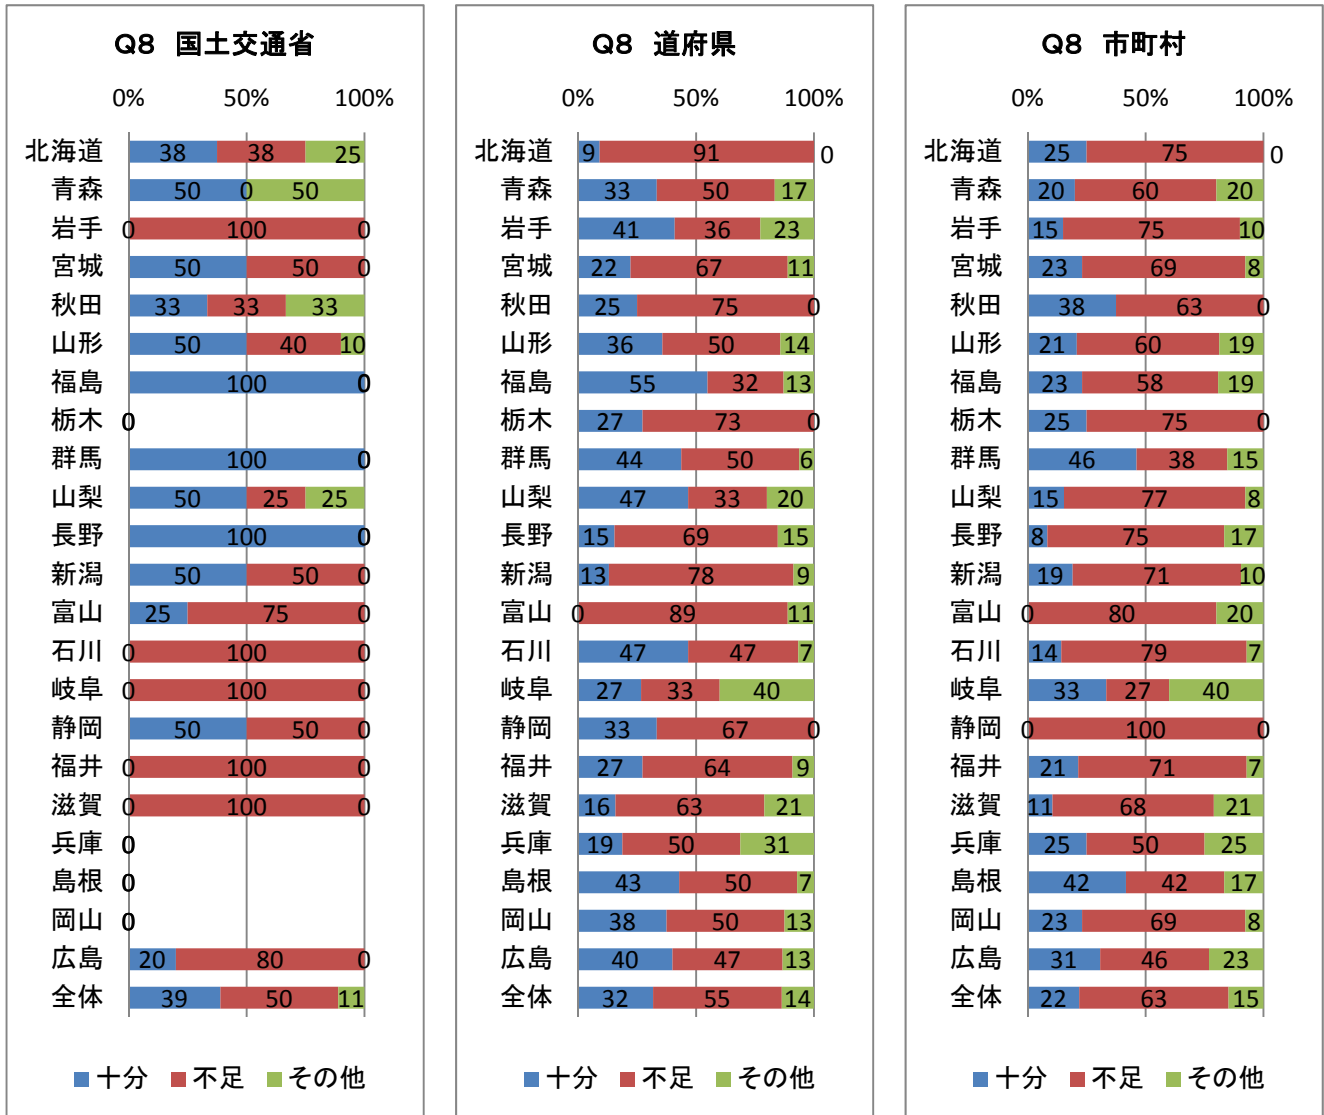 Q8 国土交通省
0% 50% 100%
北海道 38 38 25
青森 50 0 50
岩手 0 100 0
宮城 50 50 0
秋田 33 33 33
山形 50 40 10
福島 100 0
栃木 0
群馬 100 0
山梨 50 25 25
長野 100 0
新潟 50 50 0
富山 25 75 0
石川 0 100 0
岐阜 0 100 0
静岡 50 50 0
福井 0 100 0
滋賀 0 100 0
兵庫 0
島根 0
岡山 0
広島 20 80 0
全体 39 50 11
十分 不足 その他
Q8 道府県
0% 50% 100%
北海道 9 91 0
青森 33 50 17
岩手 41 36 23
宮城 22 67 11
秋田 25 75 0
山形 36 50 14
福島 55 32 13
栃木 27 73 0
群馬 44 50 6
山梨 47 33 20
長野 15 69 15
新潟 13 78 9
富山 0 89 11
石川 47 47 7
岐阜 27 33 40
静岡 33 67 0
福井 27 64 9
滋賀 16 63 21
兵庫 19 50 31
島根 43 50 7
岡山 38 50 13
広島 40 47 13
全体 32 55 14
十分 不足 その他
Q8 市町村
0% 50% 100%
北海道 25 75 0
青森 20 60 20
岩手 15 75 10
宮城 23 69 8
秋田 38 63 0
山形 21 60 19
福島 23 58 19
栃木 25 75 0
群馬 46 38 15
山梨 15 77 8
長野 8 75 17
新潟 19 71 10
富山 0 80 20
石川 14 79 7
岐阜 33 27 40
静岡 0 100 0
福井 21 71 7
滋賀 11 68 21
兵庫 25 50 25
島根 42 42 17
岡山 23 69 8
広島 31 46 23
全体 22 63 15
十分 不足 その他